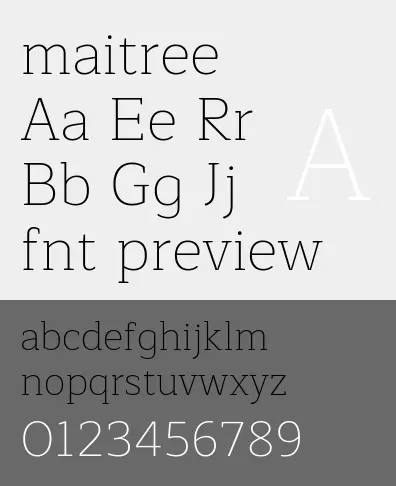 maitree
Aa Ee Rr
A
Bb Gg Jj
fnt preview
abcdefghijklm
nopqrstuvwxyz
0123456789